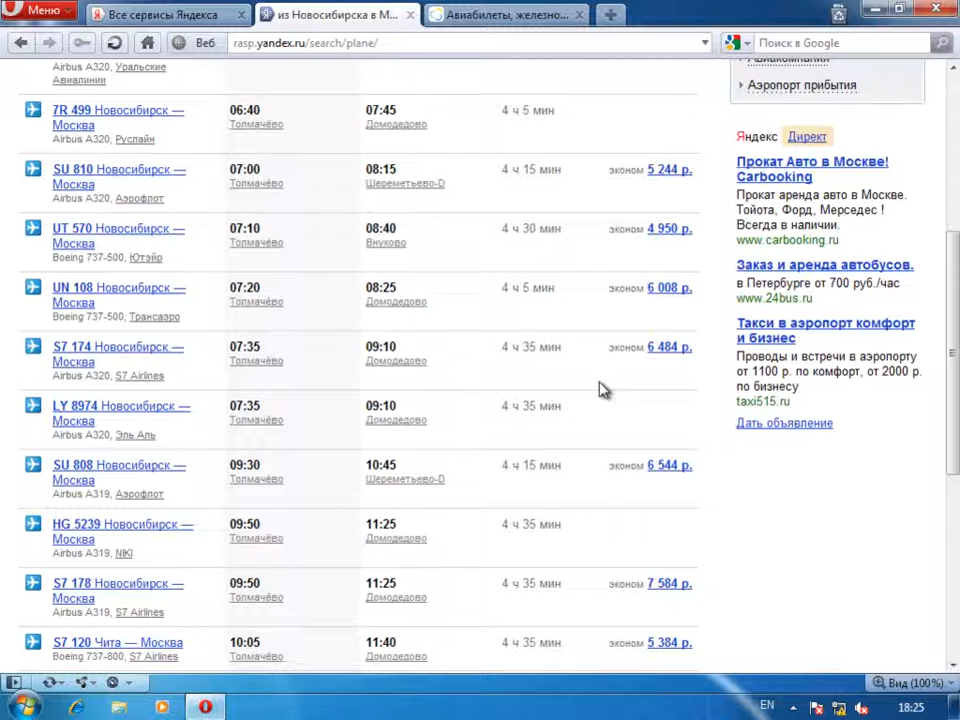 Меню
Все сервисы Яндекса
из Новосибирска в М...
Авиабилеты, железно...
Веб
rasp.yandex.ru/search/plane/
Поиск в Google
Airbus A320, Уральские
Авиалинии
7R 499 Новосибирск —
Москва
Airbus A320, Руслайн
06:40
Толмачёво
07:45
Домодедово
4 ч 5 мин
SU 810 Новосибирск —
Москва
Airbus A320, Аэрофлот
07:00
Толмачёво
08:15
Шереметьево-D
4 ч 15 мин
эконом 5 244 р.
UT 570 Новосибирск —
Москва
Boeing 737-500, Ютэйр
07:10
Толмачёво
08:40
Внуково
4 ч 30 мин
эконом 4 950 р.
UN 108 Новосибирск —
Москва
Boeing 737-500, Трансаэро
07:20
Толмачёво
08:25
Домодедово
4 ч 5 мин
эконом 6 008 р.
S7 174 Новосибирск —
Москва
Airbus A320, S7 Airlines
07:35
Толмачёво
09:10
Домодедово
4 ч 35 мин
эконом 6 484 р.
LY 8974 Новосибирск —
Москва
Airbus A320, Эль Аль
07:35
Толмачёво
09:10
Домодедово
4 ч 35 мин
SU 808 Новосибирск —
Москва
Airbus A319, Аэрофлот
09:30
Толмачёво
10:45
Шереметьево-D
4 ч 15 мин
эконом 6 544 р.
HG 5239 Новосибирск —
Москва
Airbus A319, NIKI
09:50
Толмачёво
11:25
Домодедово
4 ч 35 мин
S7 178 Новосибирск —
Москва
Airbus A319, S7 Airlines
09:50
Толмачёво
11:25
Домодедово
4 ч 35 мин
эконом 7 584 р.
S7 120 Чита — Москва
Boeing 737-800, S7 Airlines
10:05
Толмачёво
11:40
Домодедово
4 ч 35 мин
эконом 5 384 р.
Авиакомпания
Аэропорт прибытия
Яндекс Директ
Прокат Авто в Москве!
Carbooking
Прокат аренда авто в Москве.
Тойота, Форд, Мерседес !
Всегда в наличии.
www.carbooking.ru
Заказ и аренда автобусов.
в Петербурге от 700 руб./час
www.24bus.ru
Такси в аэропорт комфорт
и бизнес
Проводы и встречи в аэропорту
от 1100 р. по комфорт, от 2000 р.
по бизнесу
taxi515.ru
Дать объявление
Вид (100%)
EN
18:25